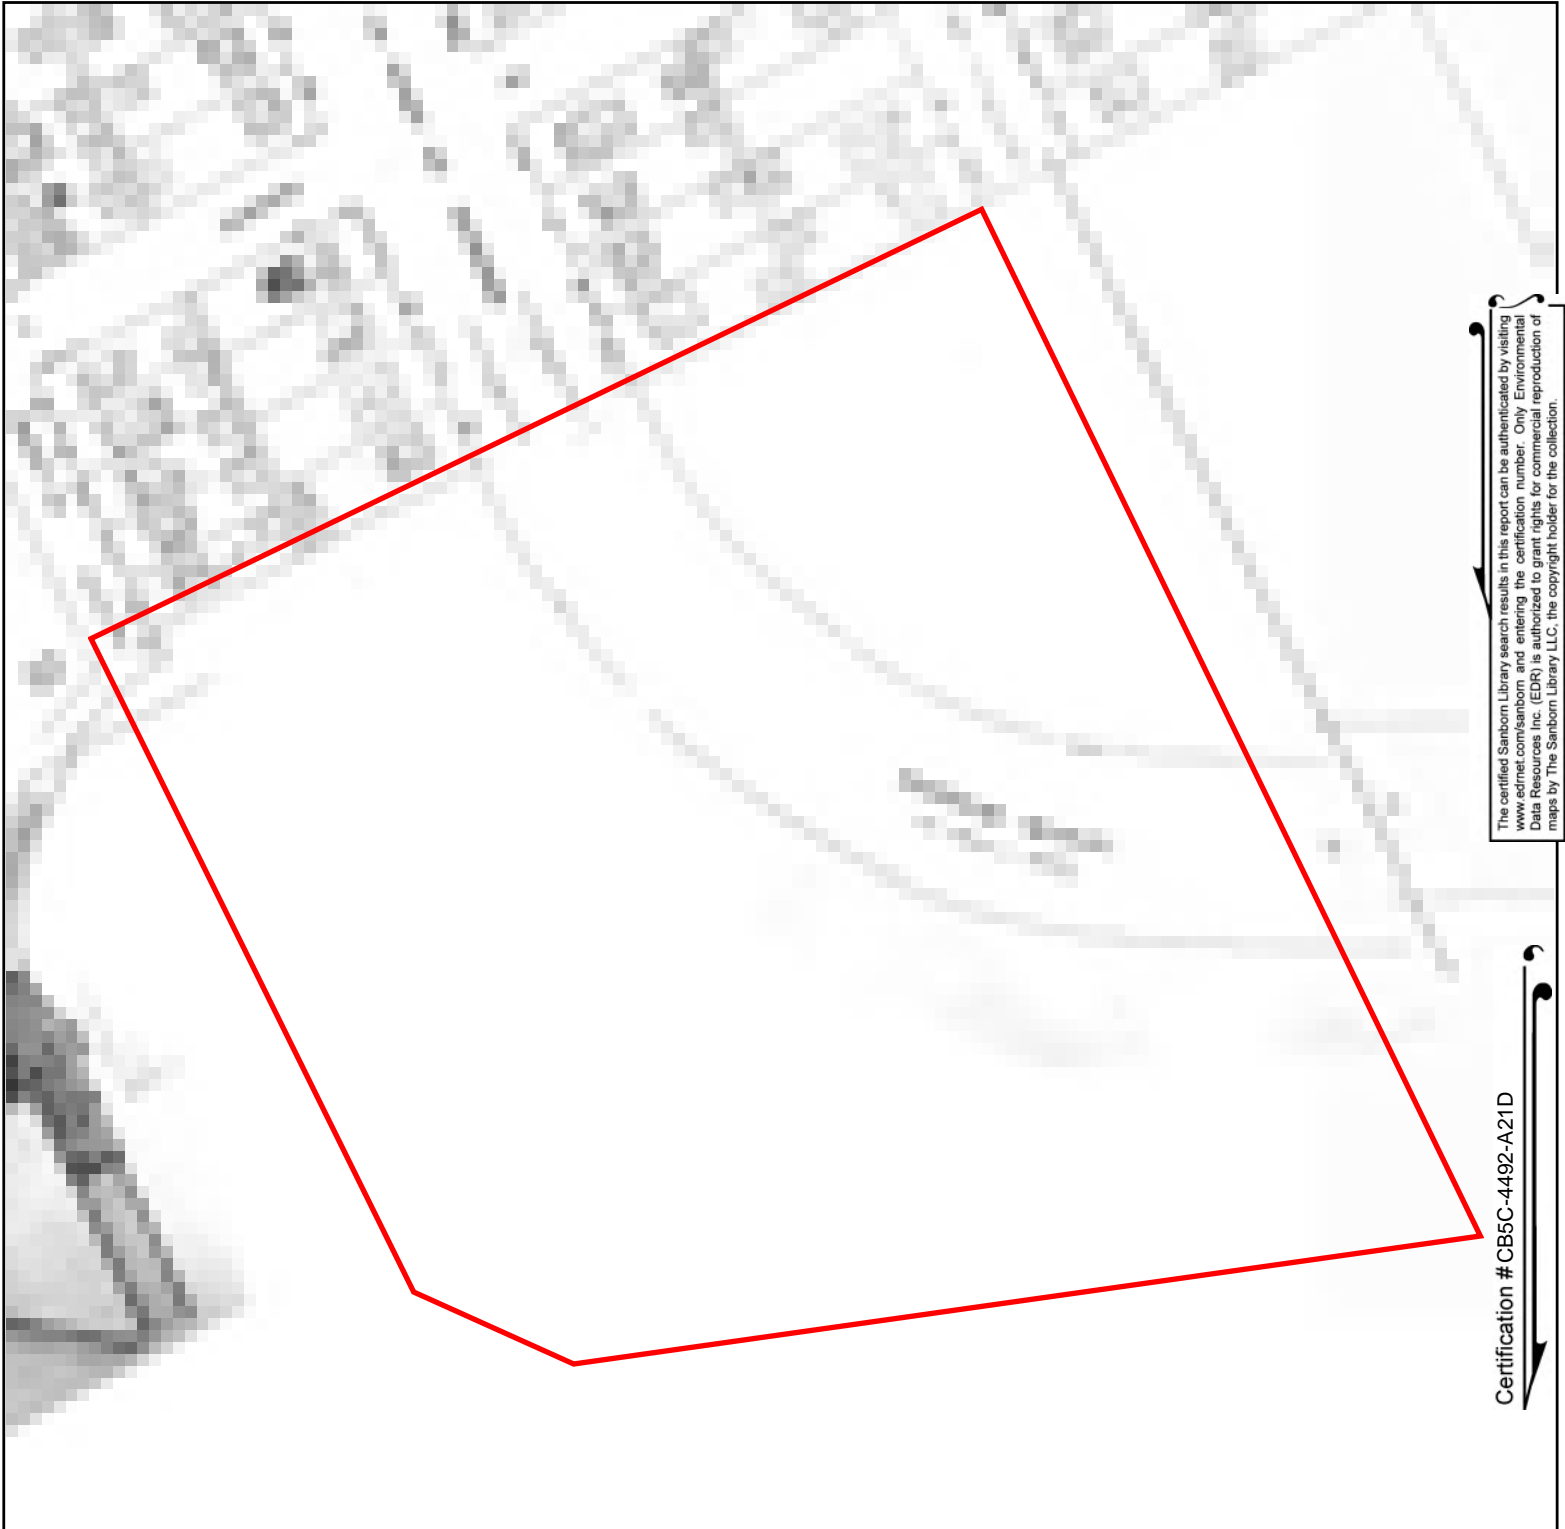 The certified Sanborn Library search results in this report can be authenticated by visiting
www.edrnet.com/sanborn and entering the certification number. Only Environmental
Data Resources Inc. (EDR) is authorized to grant rights for commercial reproduction of
maps by The Sanborn Library LLC, the copyright holder for the collection.
Certification # CB5C-4492-A21D